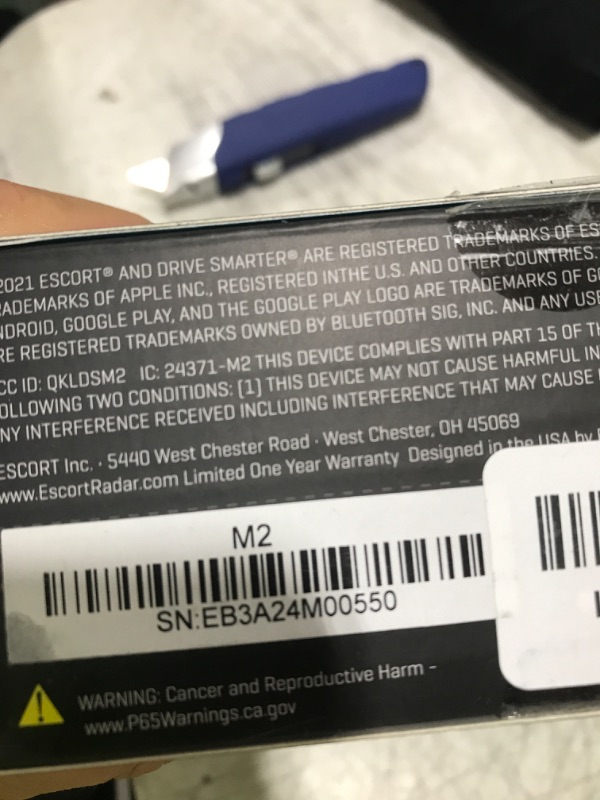 2021 ESCORT® AND DRIVE SMARTER® ARE REGISTERED TRADEMARKS OF ES
RADEMARKS OF APPLE INC., REGISTERED INTHE U.S. AND OTHER COUNTRIES.
NDROID, GOOGLE PLAY, AND THE GOOGLE PLAY LOGO ARE TRADEMARKS OF GO
RE REGISTERED TRADEMARKS OWNED BY BLUETOOTH SIG, INC. AND ANY USE
CC ID: QKLDSM2 IC: 24371-M2 THIS DEVICE COMPLIES WITH PART 15 OF TH
OLLOWING TWO CONDITIONS: (1) THIS DEVICE MAY NOT CAUSE HARMFUL IN
NY INTERFERENCE RECEIVED INCLUDING INTERFERENCE THAT MAY CAUSE
ESCORT Inc. · 5440 West Chester Road · West Chester, OH 45069
www.EscortRadar.com Limited One Year Warranty Designed in the USA by
M2
SN:EB3A24M00550
WARNING: Cancer and Reproductive Harm -
www.P65Warnings.ca.gov